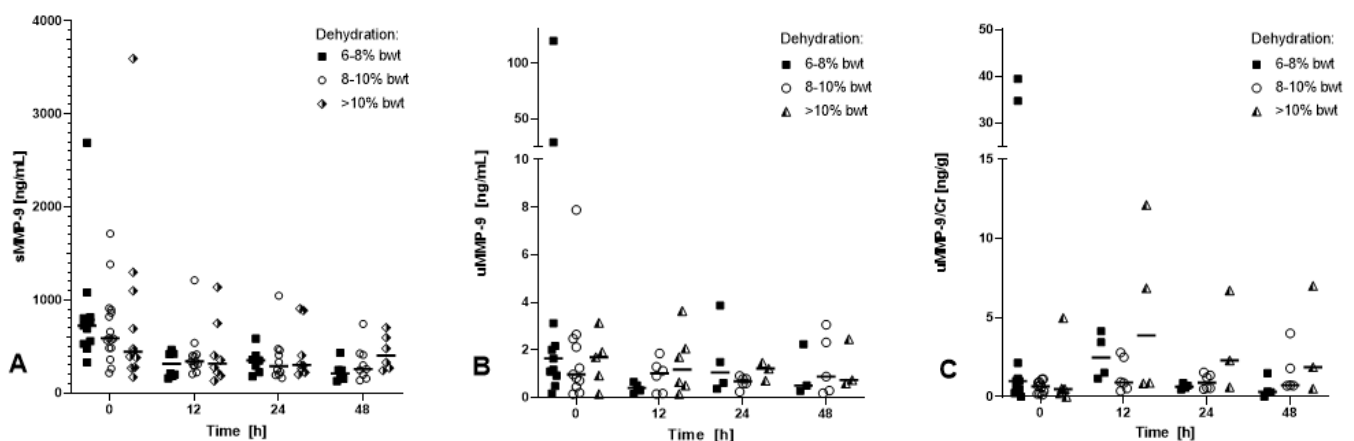 4000
3000
2000
1000
0
sMMP-9 [ng/mL]
Dehydration:
6-8% bwt
8-10% bwt
>10% bwt
A
0 12 24 48
Time [h]
100
50
10
8
6
4
2
0
uMMP-9 [ng/mL]
Dehydration:
6-8% bwt
8-10% bwt
>10% bwt
B
0 12 24 48
Time [h]
50
40
30
15
10
5
0
uMMP-9/Cr [ng/g]
Dehydration:
6-8% bwt
8-10% bwt
>10% bwt
C
0 12 24 48
Time [h]